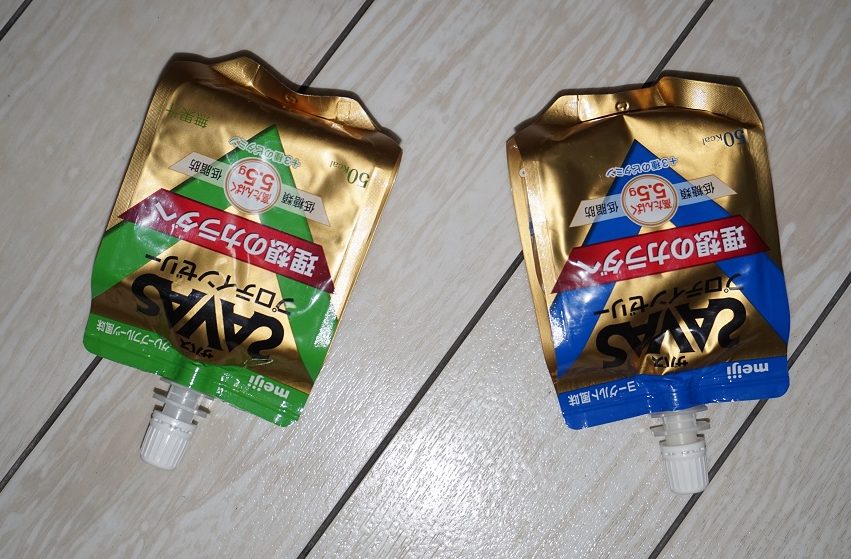 meiji
グレープフルーツ風味
ザバス
SAVAS
プロテインゼリー
理想のカラダへ
低糖類
低脂肪
高たんぱく
5.5g
+3種のビタミン
50kcal
無果汁
meiji
ヨーグルト風味
ザバス
SAVAS
プロテインゼリー
理想のカラダへ
低糖類
低脂肪
高たんぱく
5.5g
+3種のビタミン
50kcal